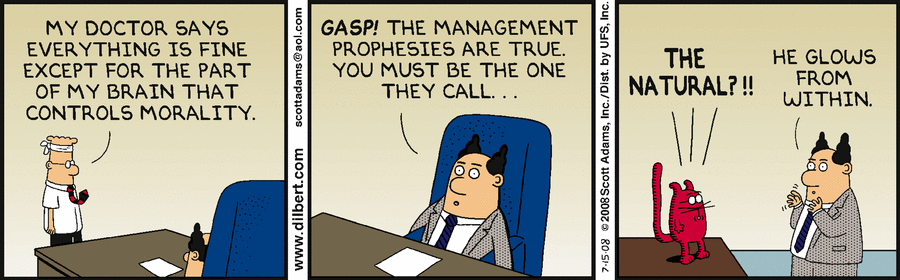 MY DOCTOR SAYS
EVERYTHING IS FINE
EXCEPT FOR THE PART
OF MY BRAIN THAT
CONTROLS MORALITY.
www.dilbert.com scottadams@aol.com
GASP! THE MANAGEMENT
PROPHESIES ARE TRUE.
YOU MUST BE THE ONE
THEY CALL...
7-15-08 © 2008 Scott Adams, Inc./Dist. by UFS, Inc.
THE
NATURAL?!!
HE GLOWS
FROM
WITHIN.